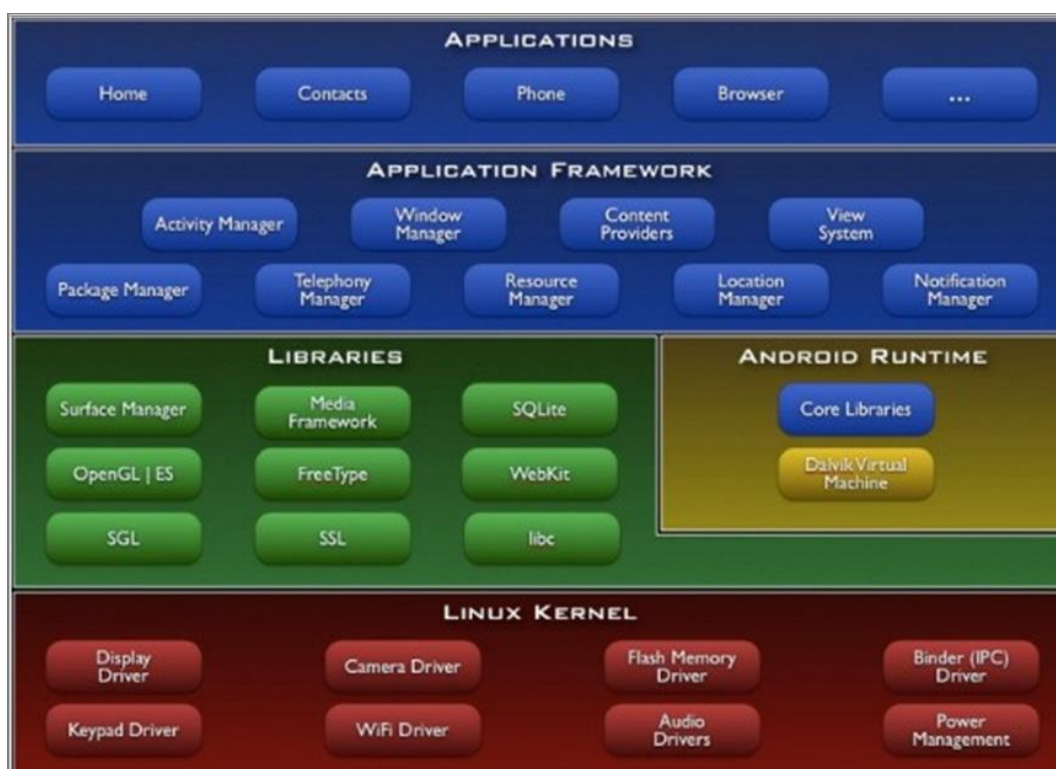 APPLICATIONS
Home
Contacts
Phone
Browser
...
APPLICATION FRAMEWORK
Activity Manager
Window
Manager
Content
Providers
View
System
Package Manager
Telephony
Manager
Resource
Manager
Location
Manager
Notification
Manager
LIBRARIES
Surface Manager
Media
Framework
SQLite
OpenGL | ES
FreeType
WebKit
SGL
SSL
libc
ANDROID RUNTIME
Core Libraries
Dalvik Virtual
Machine
LINUX KERNEL
Display
Driver
Camera Driver
Flash Memory
Driver
Binder (IPC)
Driver
Keypad Driver
WiFi Driver
Audio
Drivers
Power
Management